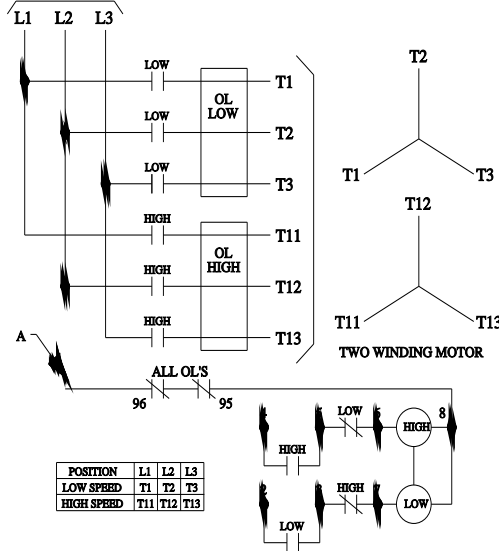 L1 L2 L3
LOW
T1
OL
LOW
LOW
T2
LOW
T3
HIGH
T11
OL
HIGH
HIGH
T12
HIGH
T13
T2
T1 T3
T12
T11 T13
TWO WINDING MOTOR
A
ALL OL'S
96 95
LOW
8
HIGH
HIGH
HIGH
LOW
LOW
POSITION L1 L2 L3
LOW SPEED T1 T2 T3
HIGH SPEED T11 T12 T13